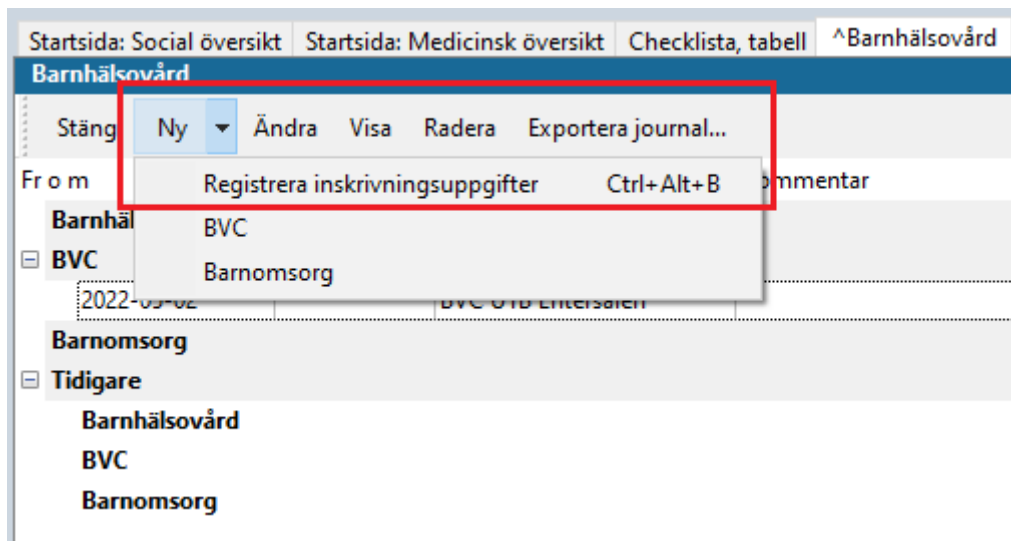 Startsida: Social översikt Startsida: Medicinsk översikt Checklista, tabell ^Barnhälsovård
Barnhälsovård
Stäng Ny Ändra Visa Radera Exportera journal...
Fr o m
Registrera inskrivningsuppgifter Ctrl+Alt+B
BVC
Barnomsorg
BVC
Barnomsorg
Tidigare
Barnhälsovård
BVC
Barnomsorg